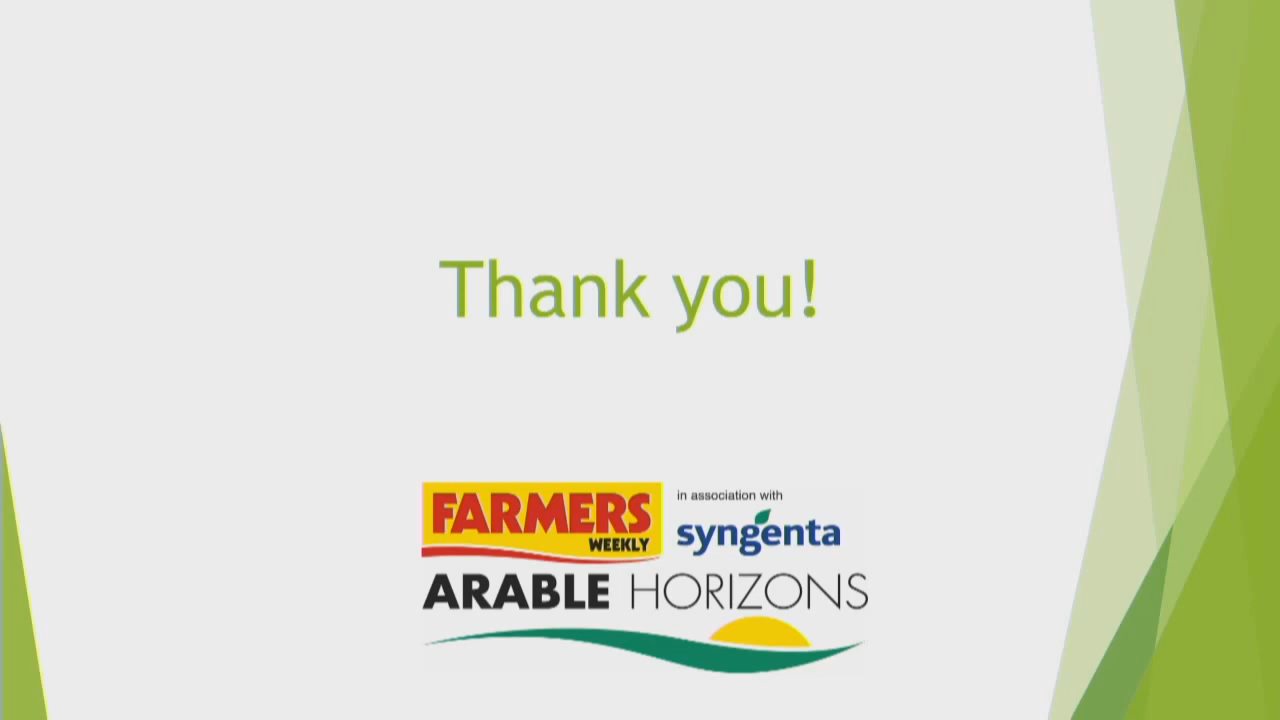 Thank you!
FARMERS
WEEKLY
in association with
syngenta
ARABLE HORIZONS